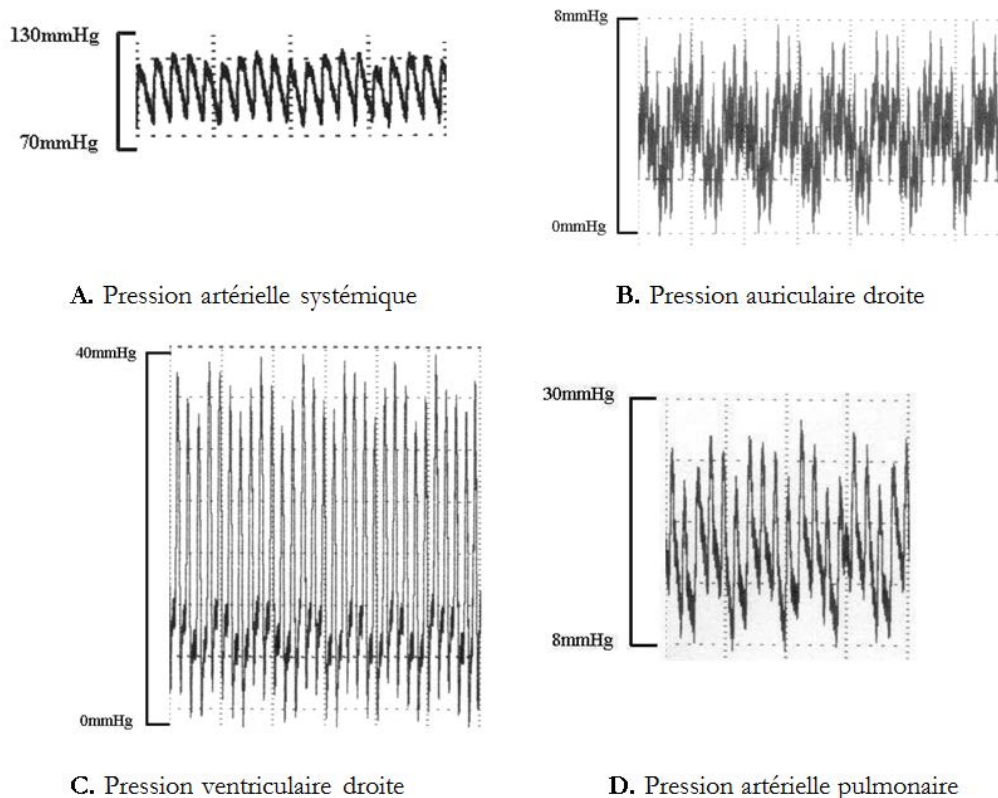 130mmHg
70mmHg
A. Pression artérielle systémique
8mmHg
0mmHg
B. Pression auriculaire droite
40mmHg
0mmHg
C. Pression ventriculaire droite
30mmHg
8mmHg
D. Pression artérielle pulmonaire